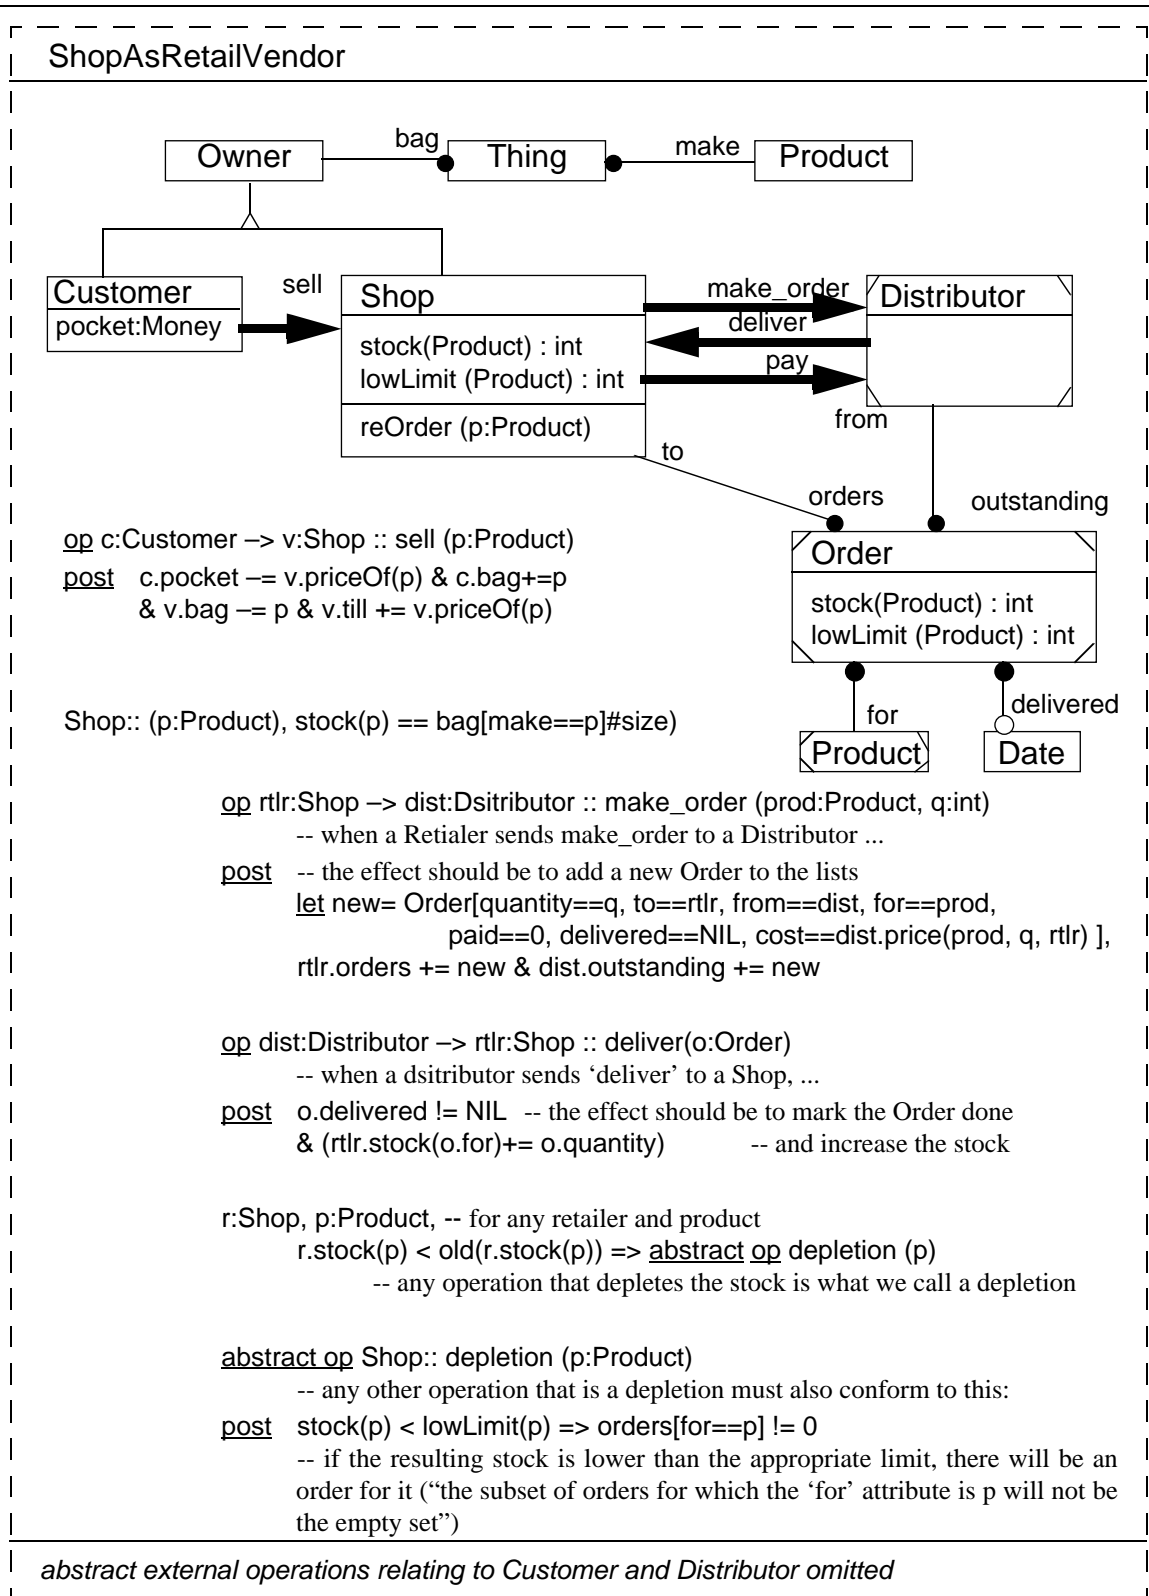 ShopAsRetailVendor
Owner
bag
Thing
make
Product
Customer
pocket:Money
sell
Shop
stock(Product) : int
lowLimit (Product) : int
reOrder (p:Product)
make_order
deliver
pay
Distributor
from
to
orders
outstanding
Order
stock(Product) : int
lowLimit (Product) : int
for
delivered
Product
Date
op c:Customer –> v:Shop :: sell (p:Product)
post c.pocket –= v.priceOf(p) & c.bag+=p
& v.bag –= p & v.till += v.priceOf(p)
Shop:: (p:Product), stock(p) == bag[make==p]#size)
op rtlr:Shop –> dist:Dsitributor :: make_order (prod:Product, q:int)
-- when a Retialer sends make_order to a Distributor ...
post -- the effect should be to add a new Order to the lists
let new= Order[quantity==q, to==rtlr, from==dist, for==prod,
paid==0, delivered==NIL, cost==dist.price(prod, q, rtlr) ],
rtlr.orders += new & dist.outstanding += new
op dist:Distributor –> rtlr:Shop :: deliver(o:Order)
-- when a dsitributor sends ‘deliver’ to a Shop, ...
post o.delivered != NIL -- the effect should be to mark the Order done
& (rtlr.stock(o.for)+= o.quantity) -- and increase the stock
r:Shop, p:Product, -- for any retailer and product
r.stock(p) < old(r.stock(p)) => abstract op depletion (p)
-- any operation that depletes the stock is what we call a depletion
abstract op Shop:: depletion (p:Product)
-- any other operation that is a depletion must also conform to this:
post stock(p) < lowLimit(p) => orders[for==p] != 0
-- if the resulting stock is lower than the appropriate limit, there will be an
order for it (“the subset of orders for which the ‘for’ attribute is p will not be
the empty set”)
abstract external operations relating to Customer and Distributor omitted